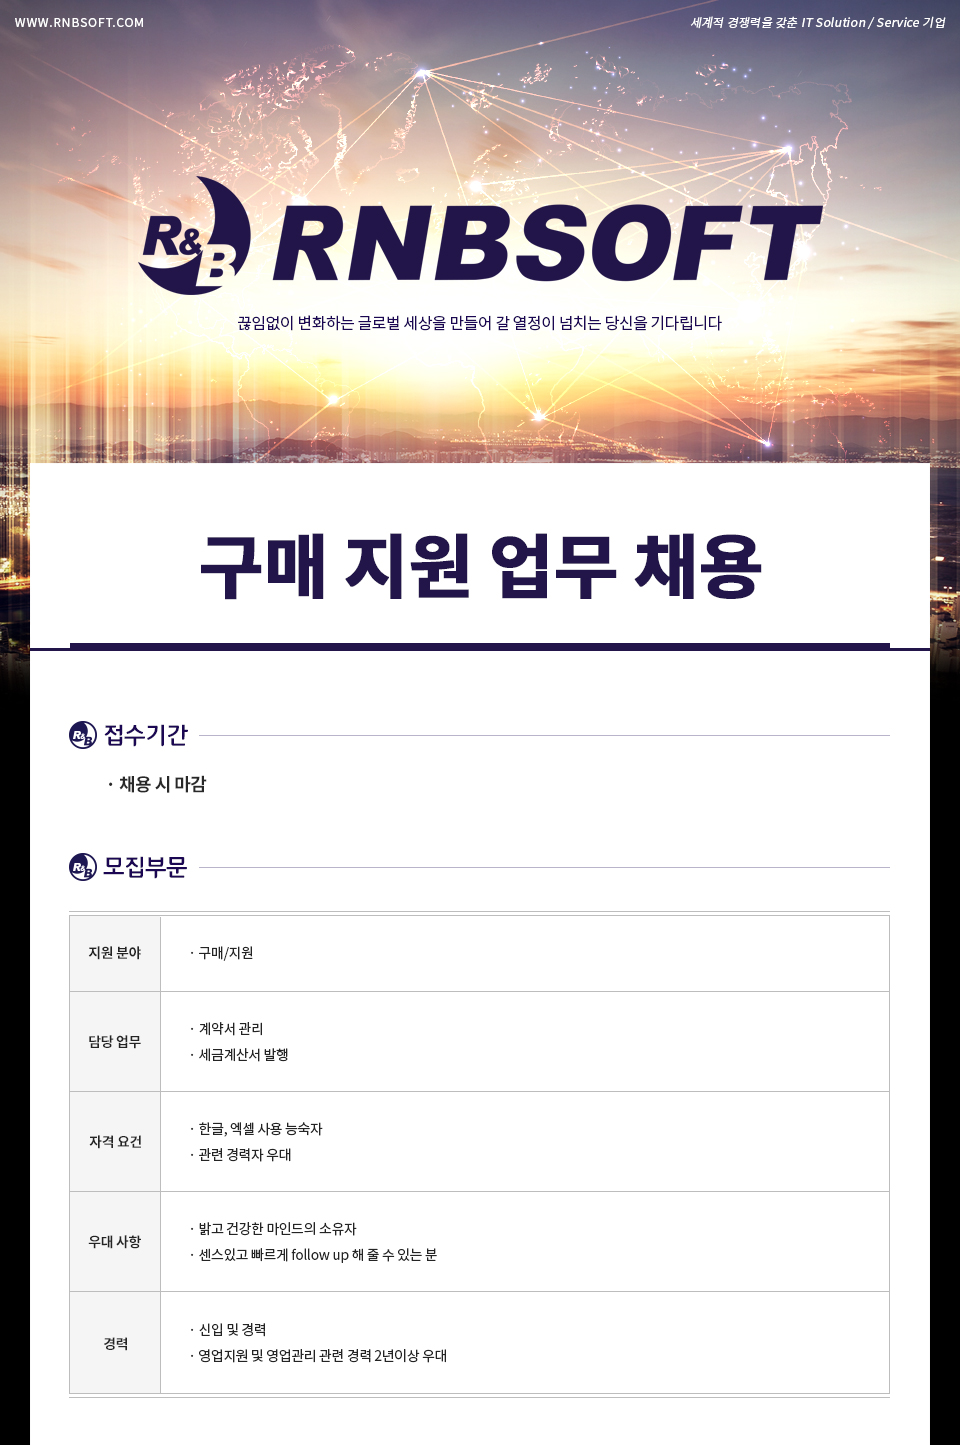 WWW.RNBSOFT.COM
세계적 경쟁력을 갖춘 IT Solution / Service 기업
R&B RNBSOFT
끊임없이 변화하는 글로벌 세상을 만들어 갈 열정이 넘치는 당신을 기다립니다
구매 지원 업무 채용
R&B 접수기간
· 채용 시 마감
R&B 모집부문
지원 분야
· 구매/지원
담당 업무
· 계약서 관리
· 세금계산서 발행
자격 요건
· 한글, 엑셀 사용 능숙자
· 관련 경력자 우대
우대 사항
· 밝고 건강한 마인드의 소유자
· 센스있고 빠르게 follow up 해 줄 수 있는 분
경력
· 신입 및 경력
· 영업지원 및 영업관리 관련 경력 2년이상 우대